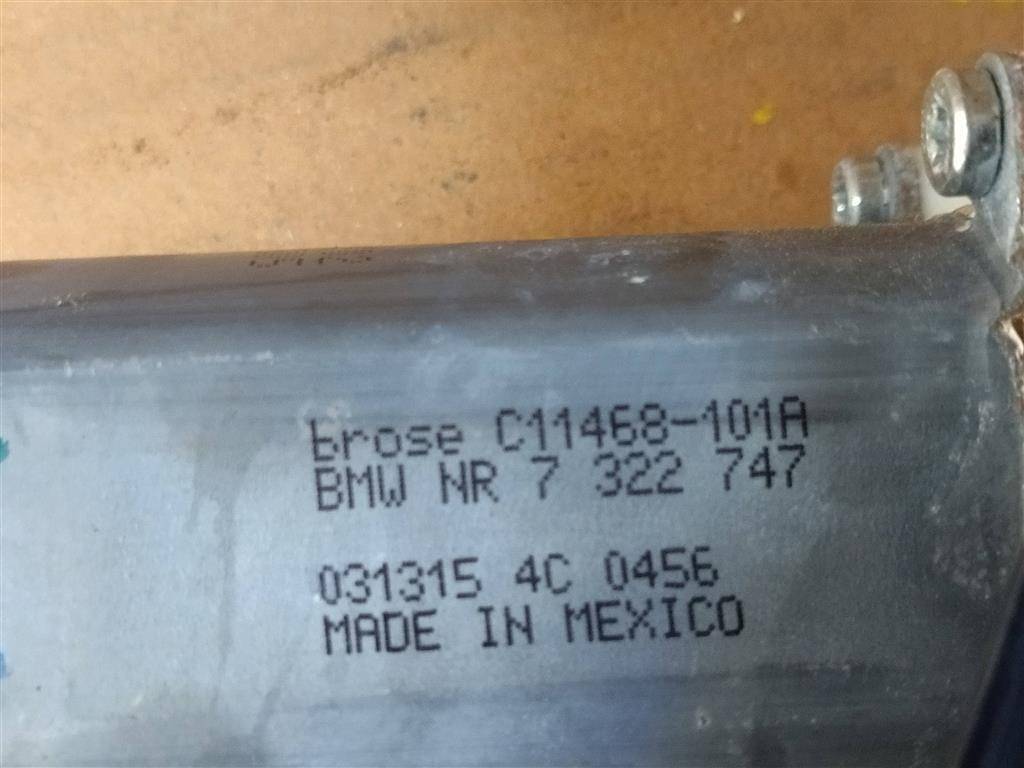 brose C11468-101A
BMW NR 7 322 747
031315 4C 0456
MADE IN MEXICO